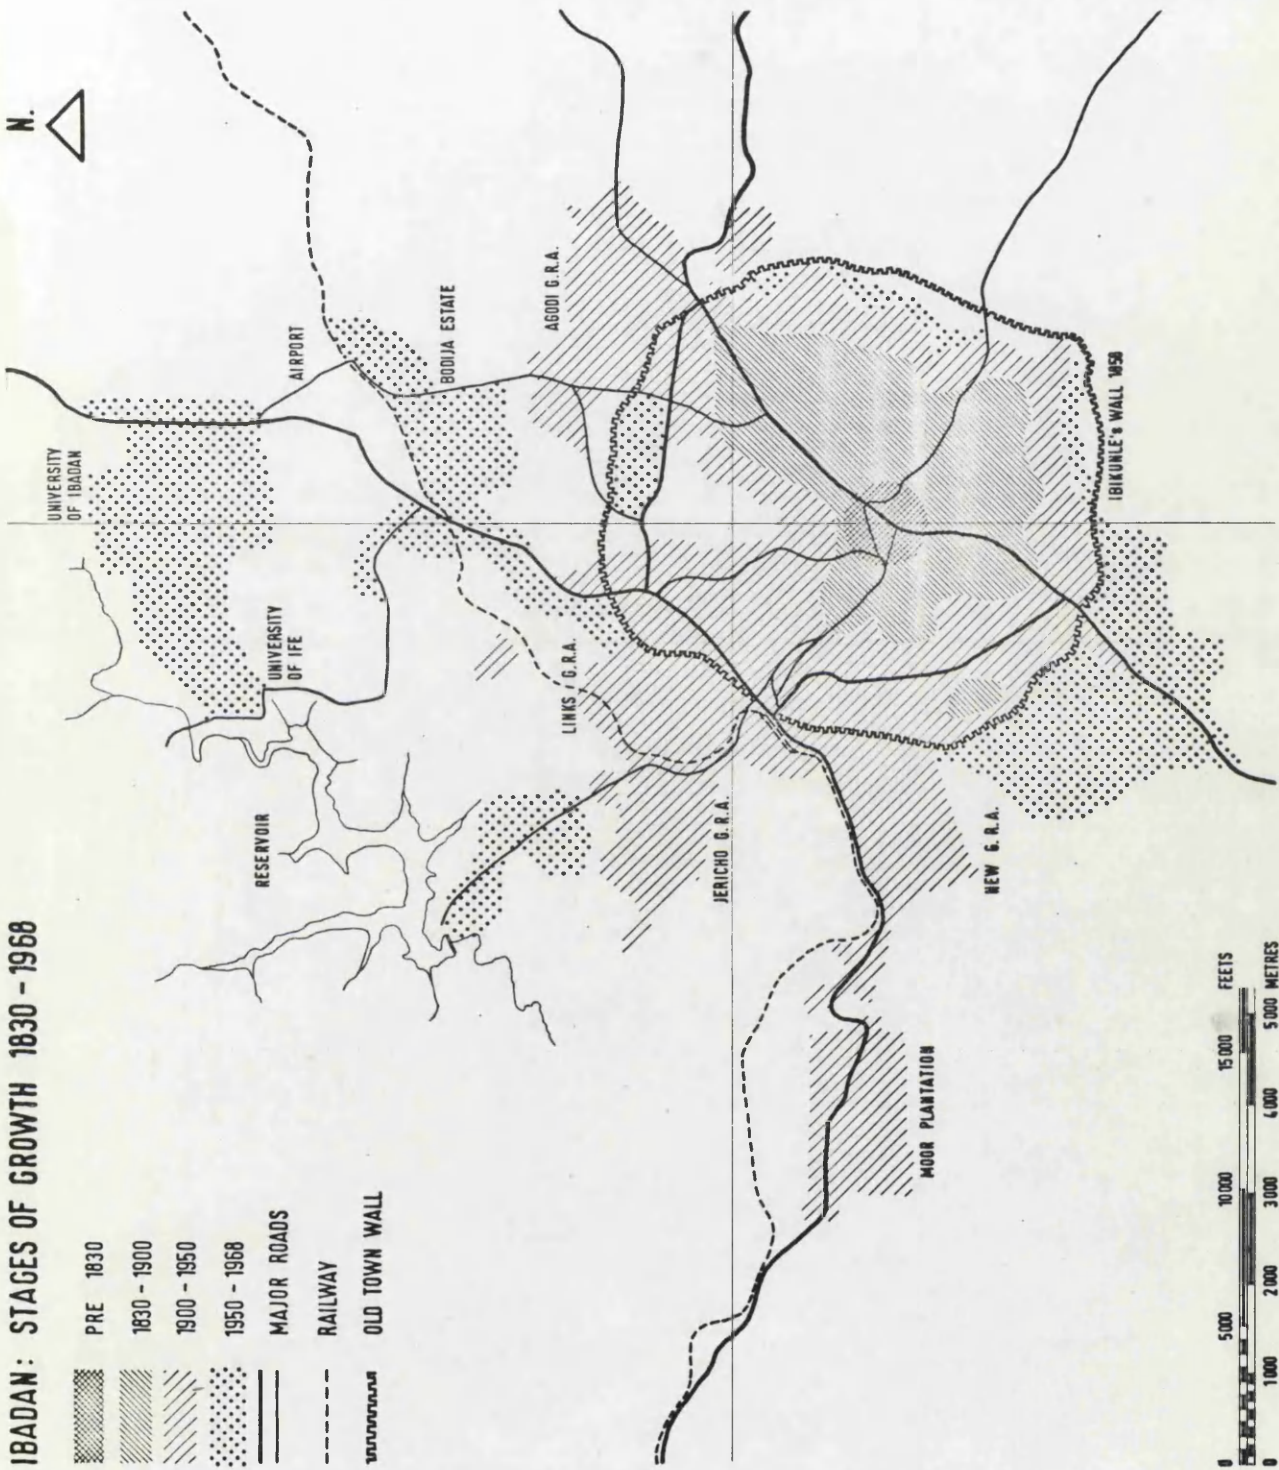 IBADAN: STAGES OF GROWTH 1830 - 1968
PRE 1830
1830 - 1900
1900 - 1950
1950 - 1968
MAJOR ROADS
RAILWAY
OLD TOWN WALL
N.
UNIVERSITY
OF IBADAN
AIRPORT
UNIVERSITY
OF IFE
RESERVOIR
BODIJA ESTATE
LINKS G.R.A.
AGODI G.R.A.
JERICHO G.R.A.
NEW G.R.A.
MOOR PLANTATION
IBIKUNLE's WALL 1858
0 5000 10000 15000 FEETS
0 1000 2000 3000 4000 5000 METRES